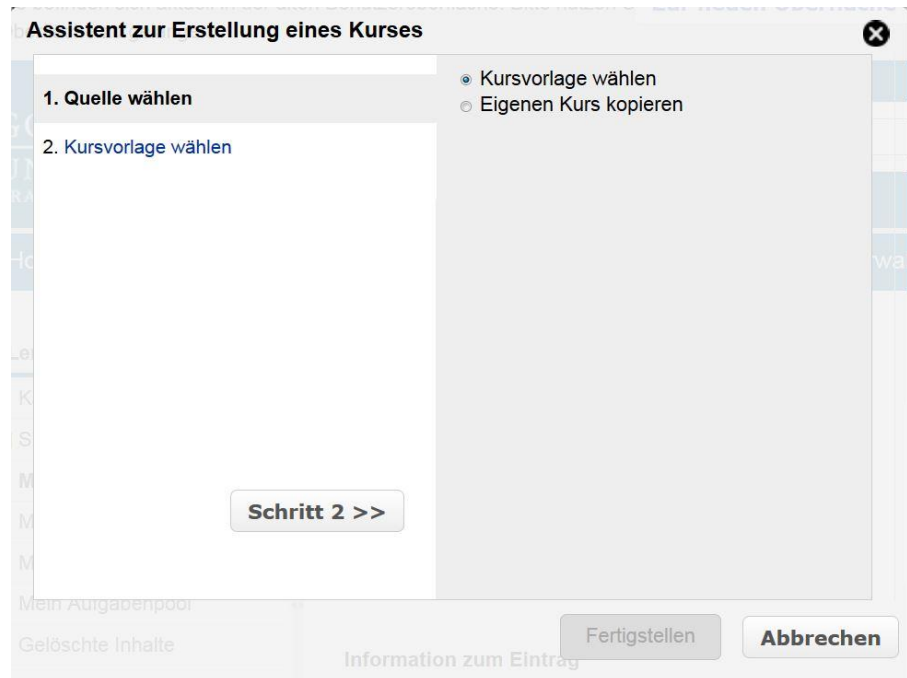 Assistent zur Erstellung eines Kurses
1. Quelle wählen
2. Kursvorlage wählen
Kursvorlage wählen
Eigenen Kurs kopieren
Schritt 2 >>
Mein Aufgabenpool
Gelöschte Inhalte
Information zum Eintrag
Fertigstellen
Abbrechen